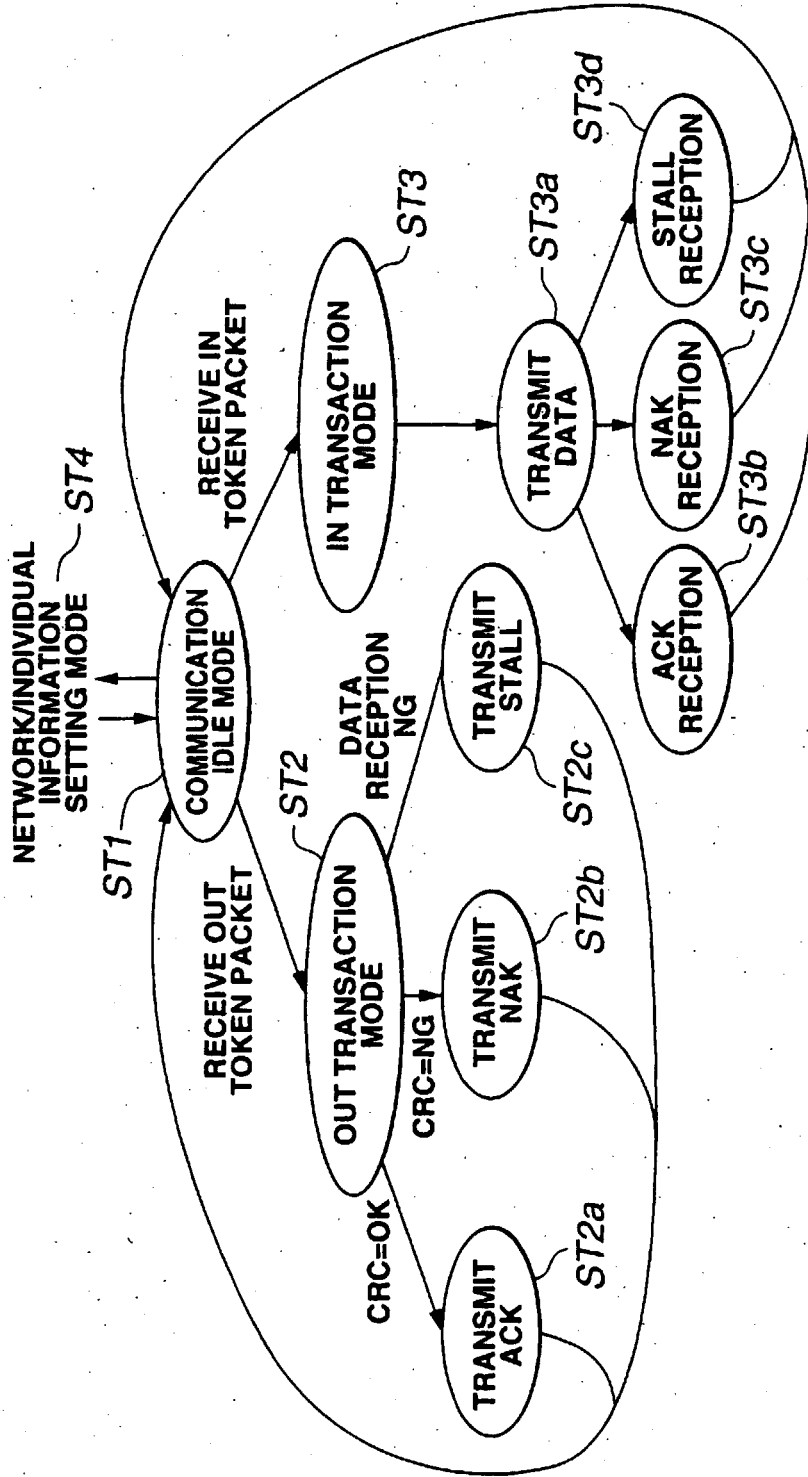 NETWORK/INDIVIDUAL
INFORMATION
SETTING MODE
ST4
ST1
COMMUNICATION
IDLE MODE
RECEIVE OUT
TOKEN PACKET
RECEIVE IN
TOKEN PACKET
ST2
OUT TRANSACTION
MODE
DATA
RECEPTION
NG
IN TRANSACTION
MODE
ST3
CRC=OK
CRC=NG
TRANSMIT
ACK
ST2a
TRANSMIT
NAK
ST2b
TRANSMIT
STALL
ST2c
TRANSMIT
DATA
ST3a
ACK
RECEPTION
ST3b
NAK
RECEPTION
ST3c
STALL
RECEPTION
ST3d